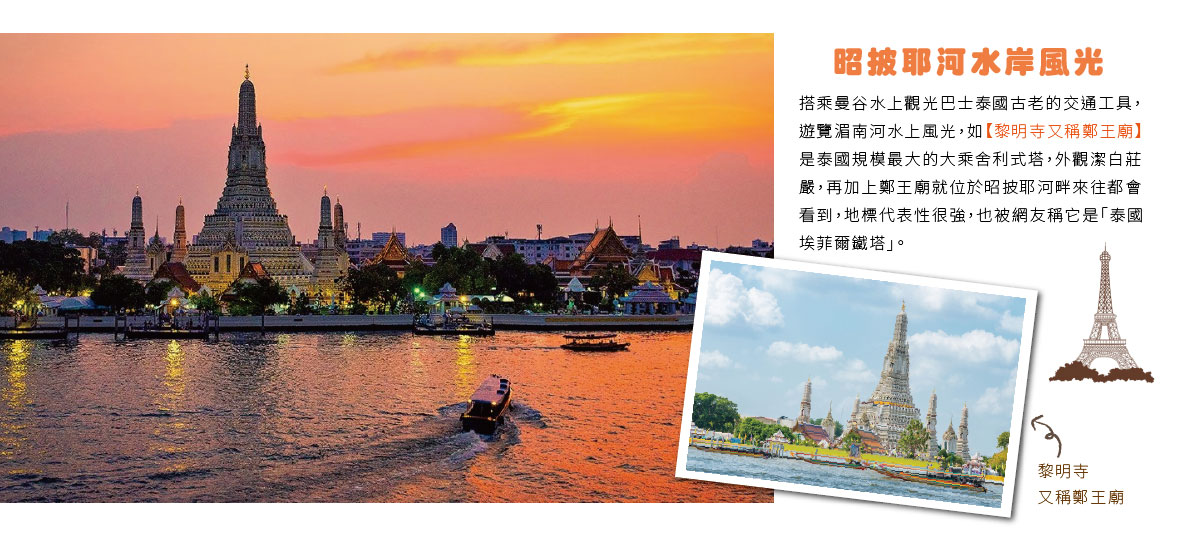 昭披耶河水岸風光
搭乘曼谷水上觀光巴士泰國古老的交通工具，
遊覽湄南河水上風光，如【黎明寺又稱鄭王廟】
是泰國規模最大的大乘舍利式塔，外觀潔白莊
嚴，再加上鄭王廟就位於昭披耶河畔來往都會
看到，地標代表性很強，也被網友稱它是「泰國
埃菲爾鐵塔」。
黎明寺
又稱鄭王廟